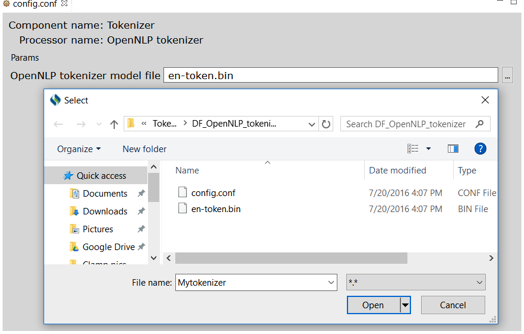 config.conf
Component name: Tokenizer
Processor name: OpenNLP tokenizer
Params
OpenNLP tokenizer model file en-token.bin ...
Select
« Toke... > DF_OpenNLP_tokeni... Search DF_OpenNLP_tokenizer
Organize New folder
Quick access
Documents
Downloads
Pictures
Google Drive
Clamp pics
Name Date modified Type
config.conf 7/20/2016 4:07 PM CONF File
en-token.bin 7/20/2016 4:07 PM BIN File
File name: Mytokenizer *.*
Open Cancel